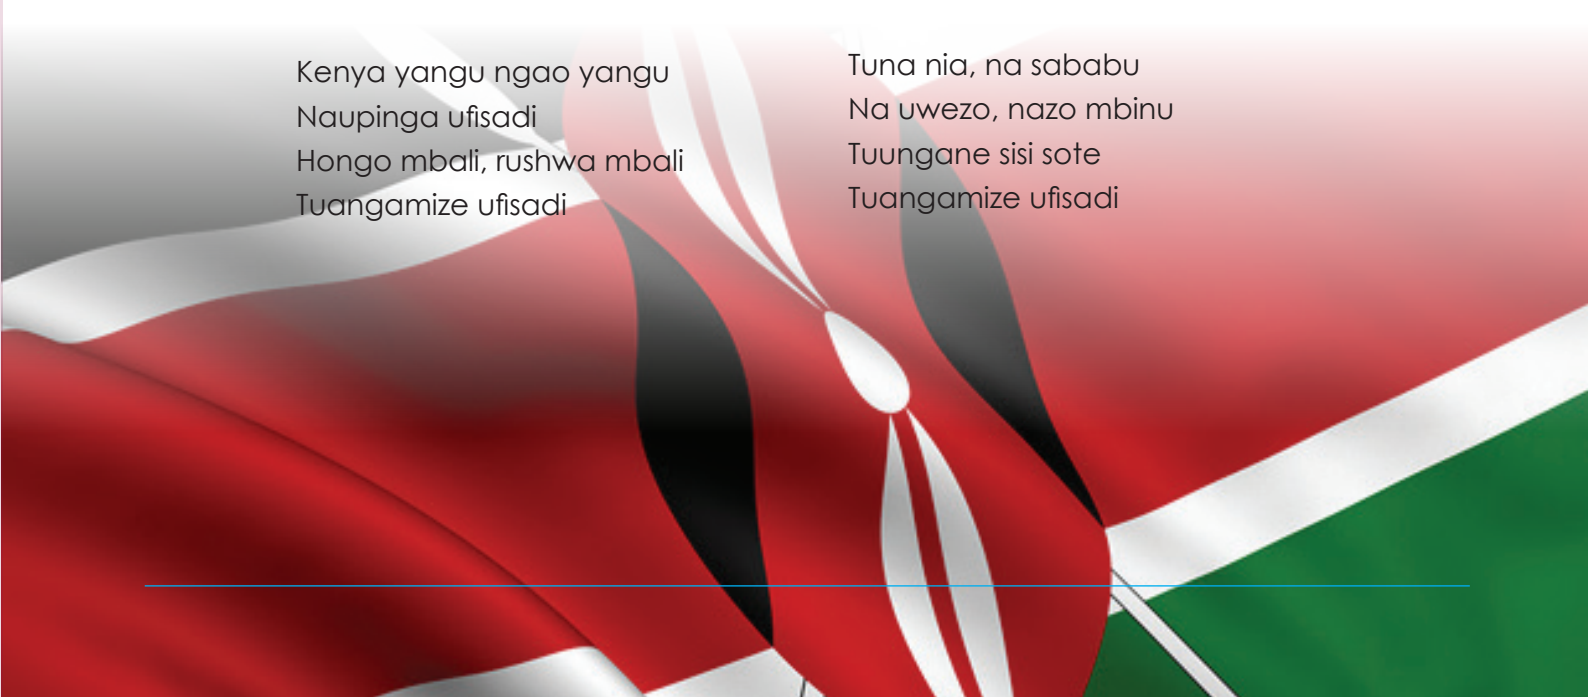 Kenya yangu ngao yangu
Naupinga ufisadi
Hongo mbali, rushwa mbali
Tuangamize ufisadi
Tuna nia, na sababu
Na uwezo, nazo mbinu
Tuungane sisi sote
Tuangamize ufisadi